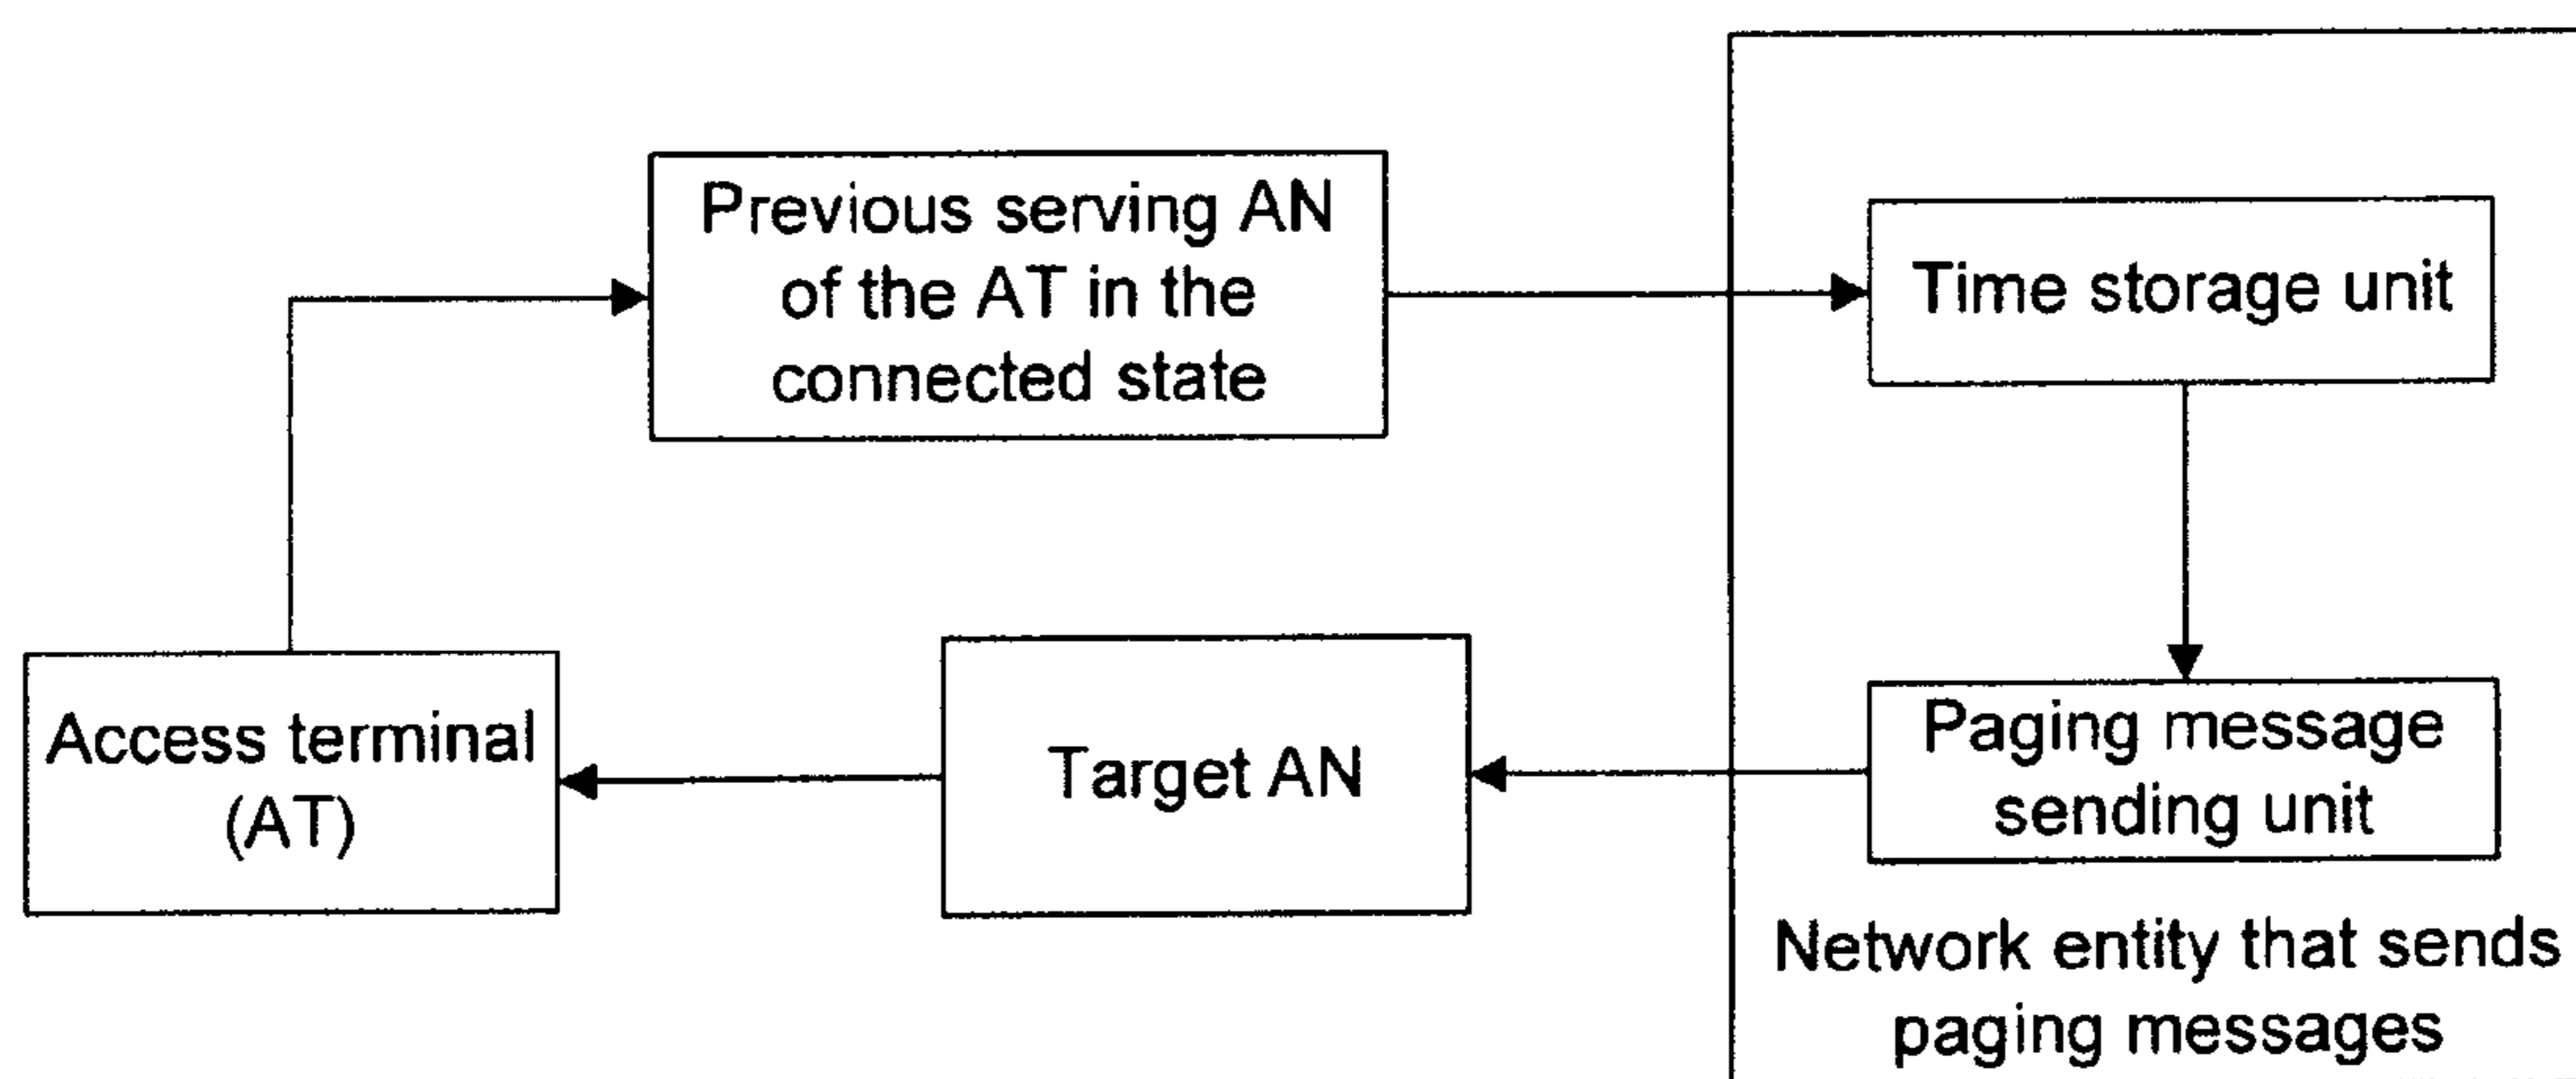 Previous serving AN
of the AT in the
connected state
Time storage unit
Access terminal
(AT)
Target AN
Paging message
sending unit
Network entity that sends
paging messages